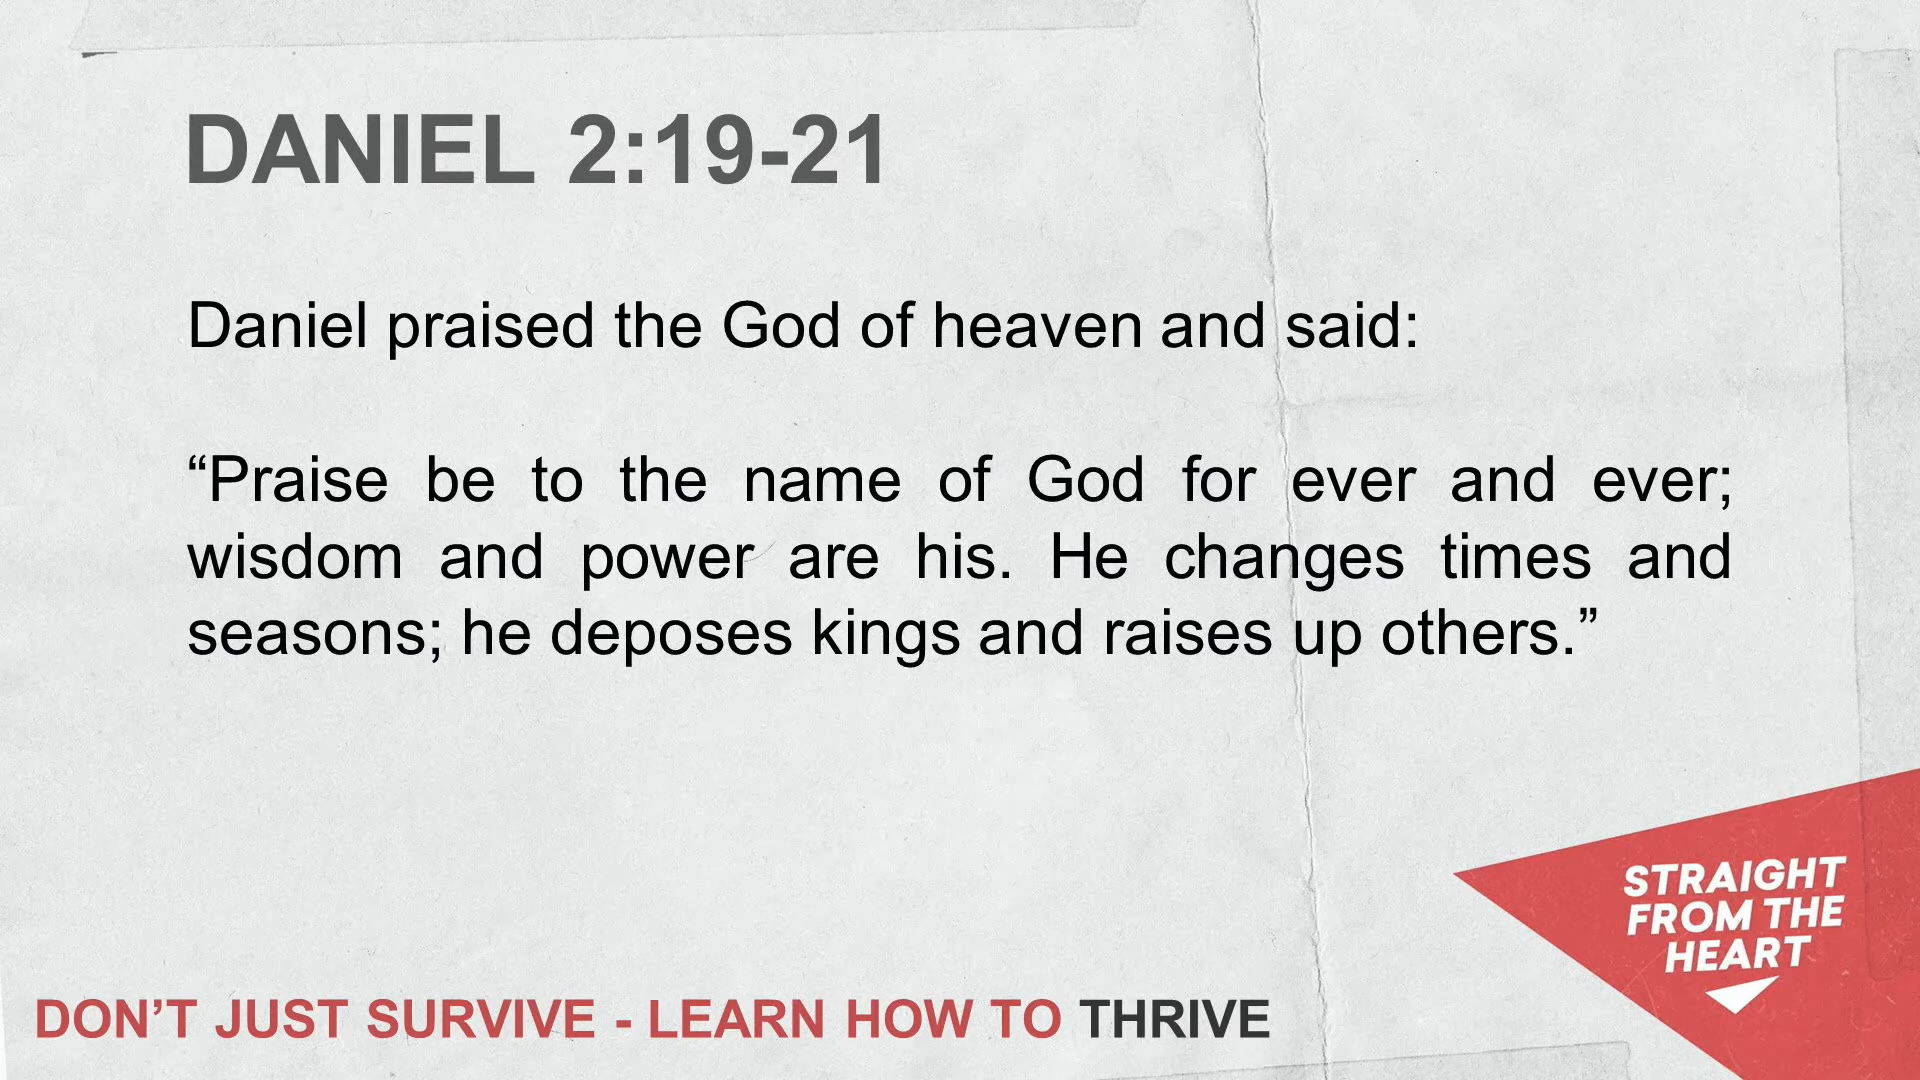 DANIEL 2:19-21
Daniel praised the God of heaven and said:
“Praise be to the name of God for ever and ever;
wisdom and power are his. He changes times and
seasons; he deposes kings and raises up others.”
STRAIGHT
FROM THE
HEART
DON’T JUST SURVIVE - LEARN HOW TO THRIVE